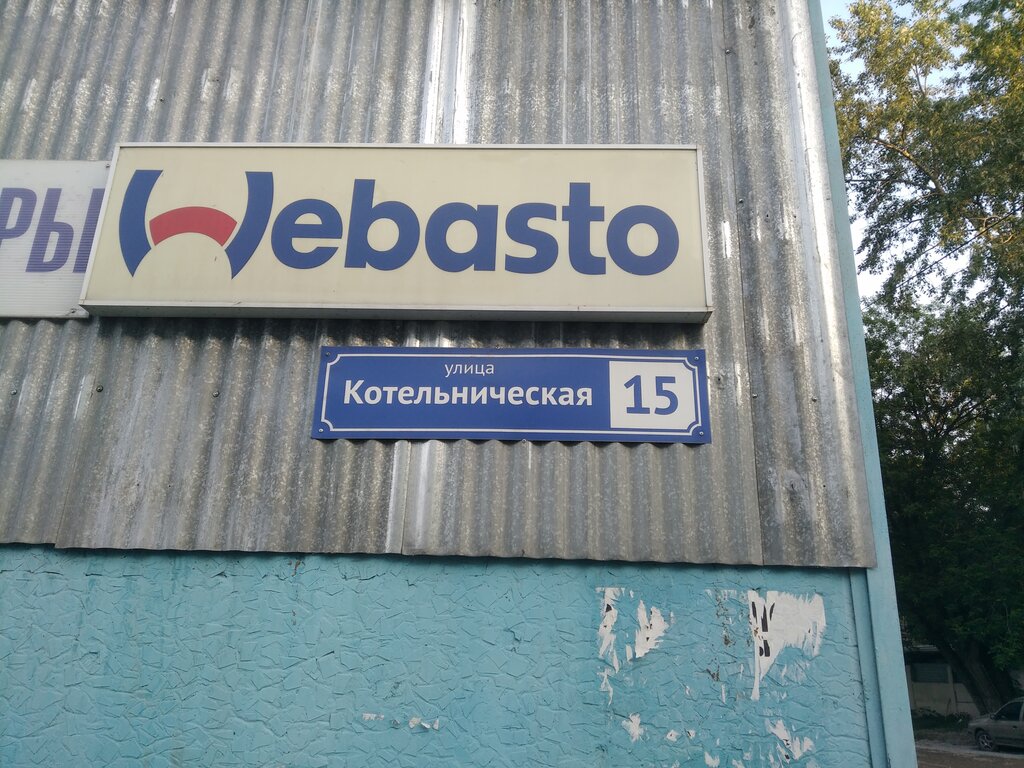 РЫ
Webasto
улица
Котельническая 15